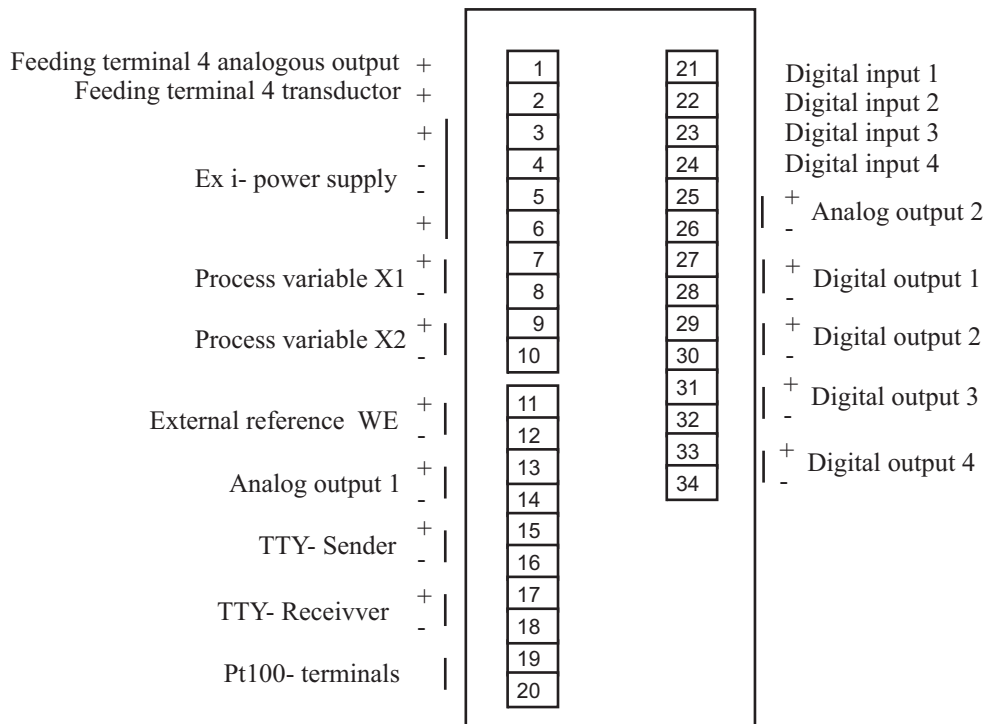 Feeding terminal 4 analogous output + 1
Feeding terminal 4 transductor + 2
+ 3
- 4
Ex i- power supply
- 5
+ 6
Process variable X1 + 7
- 8
Process variable X2 + 9
- 10
External reference WE + 11
- 12
Analog output 1 + 13
- 14
TTY- Sender + 15
- 16
TTY- Receivver + 17
- 18
Pt100- terminals 19
20
21 Digital input 1
22 Digital input 2
23 Digital input 3
24 Digital input 4
25 + Analog output 2
26 -
27 + Digital output 1
28 -
29 + Digital output 2
30 -
31 + Digital output 3
32 -
33 + Digital output 4
34 -